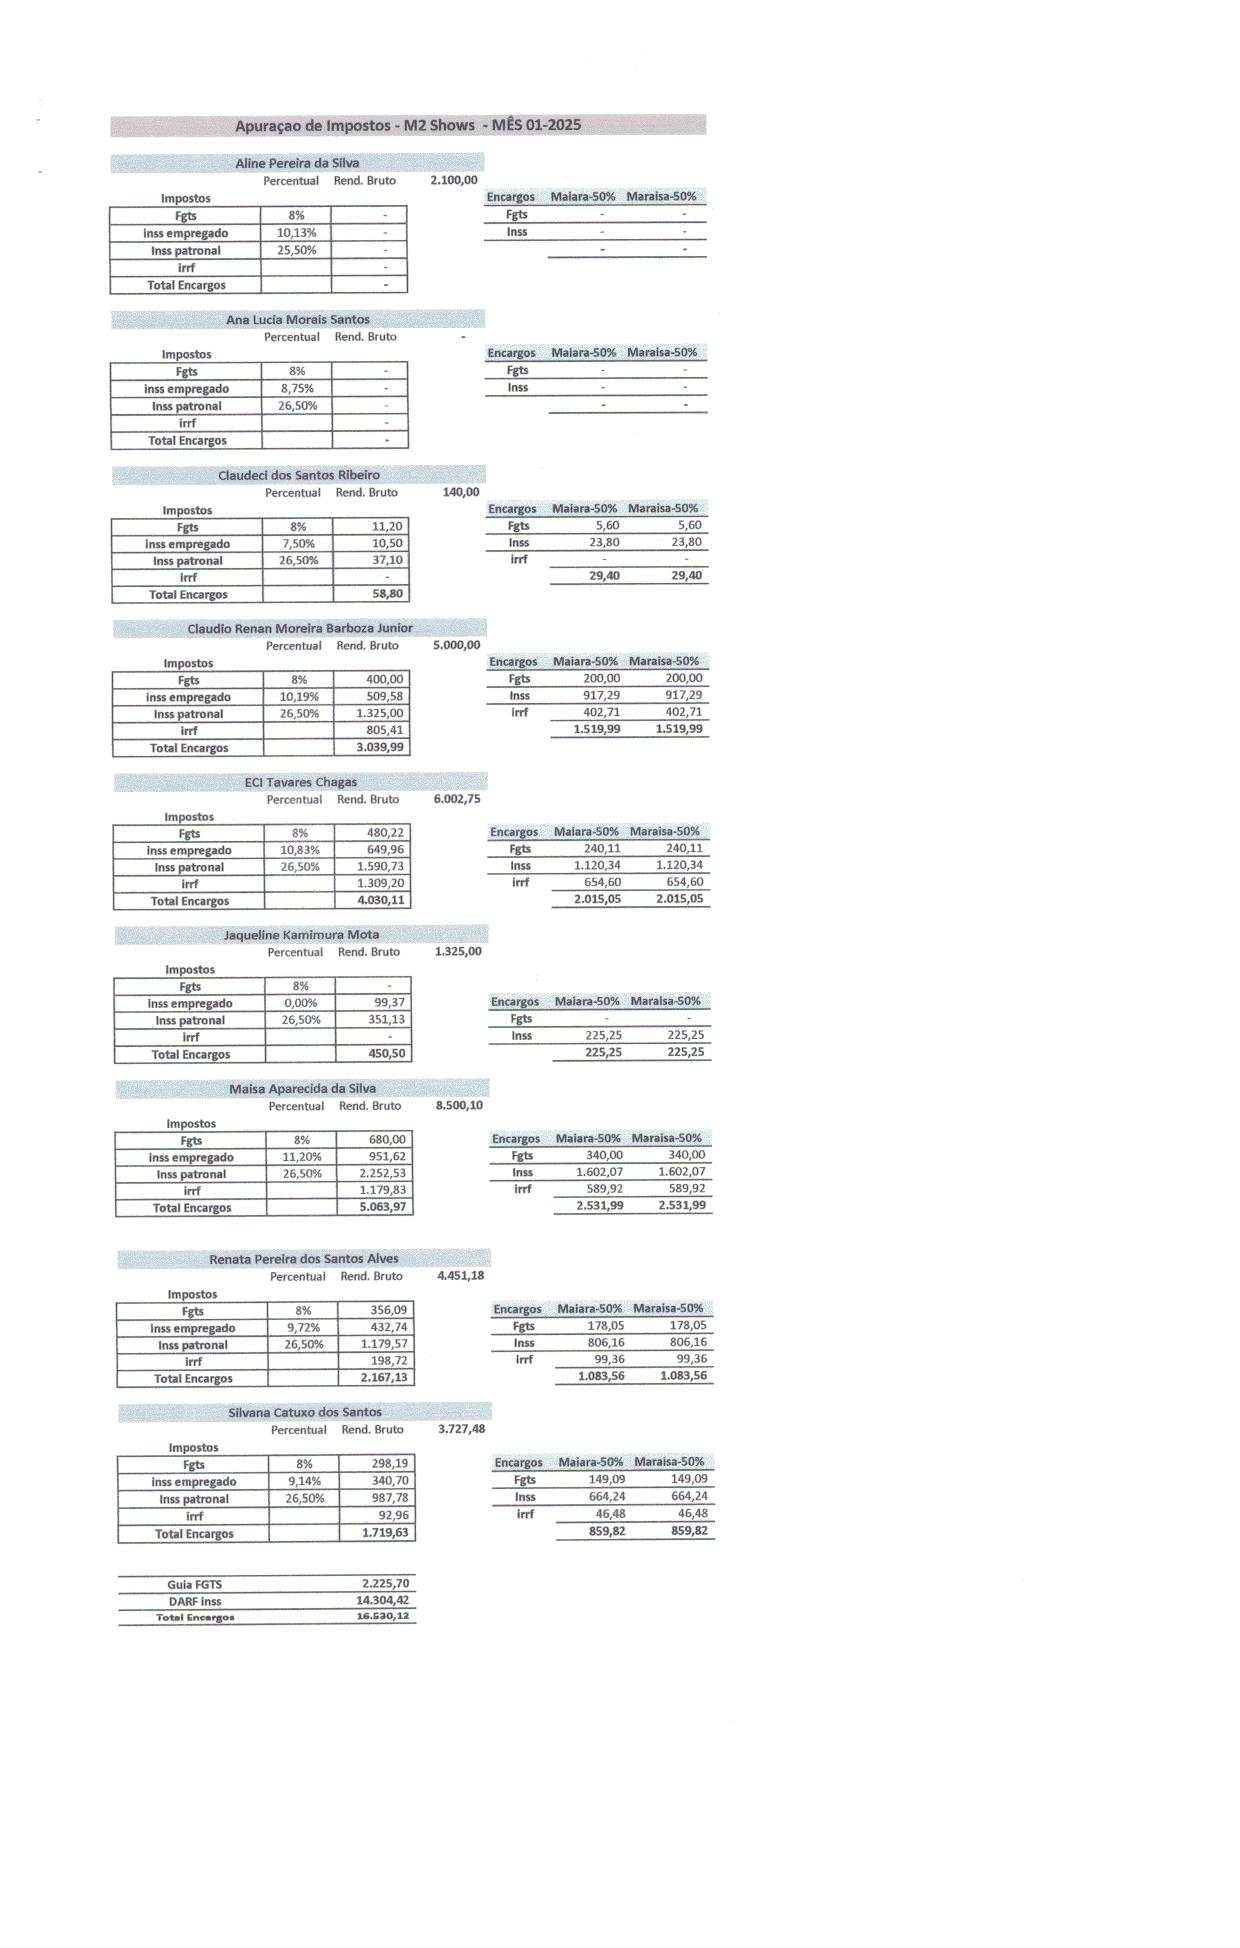 Apuraçao de Impostos - M2 Shows - MÊS 01-2025
Aline Pereira da Silva
Percentual Rend. Bruto 2.100,00
Impostos Encargos Maiara-50% Maraisa-50%
Fgts 8% - Fgts - -
inss empregado 10,13% - Inss - -
Inss patronal 25,50% - - -
irrf -
Total Encargos -
Ana Lucia Morais Santos
Percentual Rend. Bruto -
Impostos Encargos Maiara-50% Maraisa-50%
Fgts 8% - Fgts - -
inss empregado 8,75% - Inss - -
Inss patronal 26,50% - - -
irrf -
Total Encargos -
Claudeci dos Santos Ribeiro
Percentual Rend. Bruto 140,00
Impostos Encargos Maiara-50% Maraisa-50%
Fgts 8% 11,20 Fgts 5,60 5,60
inss empregado 7,50% 10,50 Inss 23,80 23,80
Inss patronal 26,50% 37,10 irrf - -
irrf - 29,40 29,40
Total Encargos 58,80
Claudio Renan Moreira Barboza Junior
Percentual Rend. Bruto 5.000,00
Impostos Encargos Maiara-50% Maraisa-50%
Fgts 8% 400,00 Fgts 200,00 200,00
inss empregado 10,19% 509,58 Inss 917,29 917,29
Inss patronal 26,50% 1.325,00 irrf 402,71 402,71
irrf 805,41 1.519,99 1.519,99
Total Encargos 3.039,99
ECI Tavares Chagas
Percentual Rend. Bruto 6.002,75
Impostos
Fgts 8% 480,22 Encargos Maiara-50% Maraisa-50%
inss empregado 10,83% 649,96 Fgts 240,11 240,11
Inss patronal 26,50% 1.590,73 Inss 1.120,34 1.120,34
irrf 1.309,20 irrf 654,60 654,60
Total Encargos 4.030,11 2.015,05 2.015,05
Jaqueline Kamimura Mota
Percentual Rend. Bruto 1.325,00
Impostos
Fgts 8% -
inss empregado 0,00% 99,37 Encargos Maiara-50% Maraisa-50%
Inss patronal 26,50% 351,13 Fgts - -
irrf - Inss 225,25 225,25
Total Encargos 450,50 225,25 225,25
Maisa Aparecida da Silva
Percentual Rend. Bruto 8.500,10
Impostos
Fgts 8% 680,00 Encargos Maiara-50% Maraisa-50%
inss empregado 11,20% 951,62 Fgts 340,00 340,00
Inss patronal 26,50% 2.252,53 Inss 1.602,07 1.602,07
irrf 1.179,83 irrf 589,92 589,92
Total Encargos 5.063,97 2.531,99 2.531,99
Renata Pereira dos Santos Alves
Percentual Rend. Bruto 4.451,18
Impostos
Fgts 8% 356,09 Encargos Maiara-50% Maraisa-50%
inss empregado 9,72% 432,74 Fgts 178,05 178,05
Inss patronal 26,50% 1.179,57 Inss 806,16 806,16
irrf 198,72 irrf 99,36 99,36
Total Encargos 2.167,13 1.083,56 1.083,56
Silvana Catuxo dos Santos
Percentual Rend. Bruto 3.727,48
Impostos
Fgts 8% 298,19 Encargos Maiara-50% Maraisa-50%
inss empregado 9,14% 340,70 Fgts 149,09 149,09
Inss patronal 26,50% 987,78 Inss 664,24 664,24
irrf 92,96 irrf 46,48 46,48
Total Encargos 1.719,63 859,82 859,82
Guia FGTS 2.225,70
DARF inss 14.304,42
Total Encargos 16.530,12